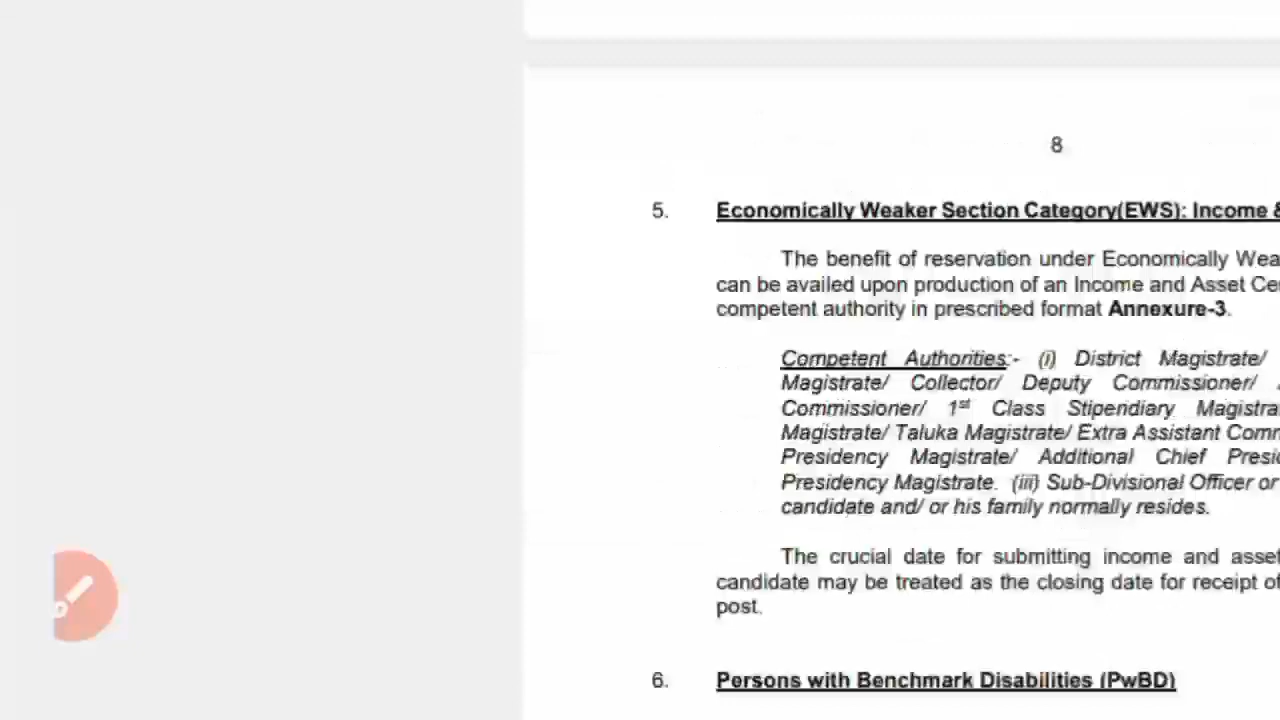 8
5. Economically Weaker Section Category(EWS): Income &
The benefit of reservation under Economically Wea
can be availed upon production of an Income and Asset Ce
competent authority in prescribed format Annexure-3.
Competent Authorities:- (i) District Magistrate/
Magistrate/ Collector/ Deputy Commissioner/
Commissioner/ 1st Class Stipendiary Magistra
Magistrate/ Taluka Magistrate/ Extra Assistant Comm
Presidency Magistrate/ Additional Chief Presid
Presidency Magistrate. (iii) Sub-Divisional Officer or
candidate and/ or his family normally resides.
The crucial date for submitting income and asset
candidate may be treated as the closing date for receipt of
post.
6. Persons with Benchmark Disabilities (PwBD)